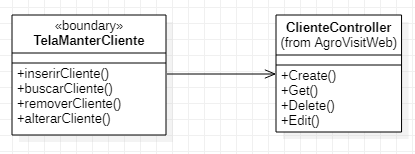 «boundary»
TelaManterCliente
+inserirCliente()
+buscarCliente()
+removerCliente()
+alterarCliente()
ClienteController
(from AgroVisitWeb)
+Create()
+Get()
+Delete()
+Edit()